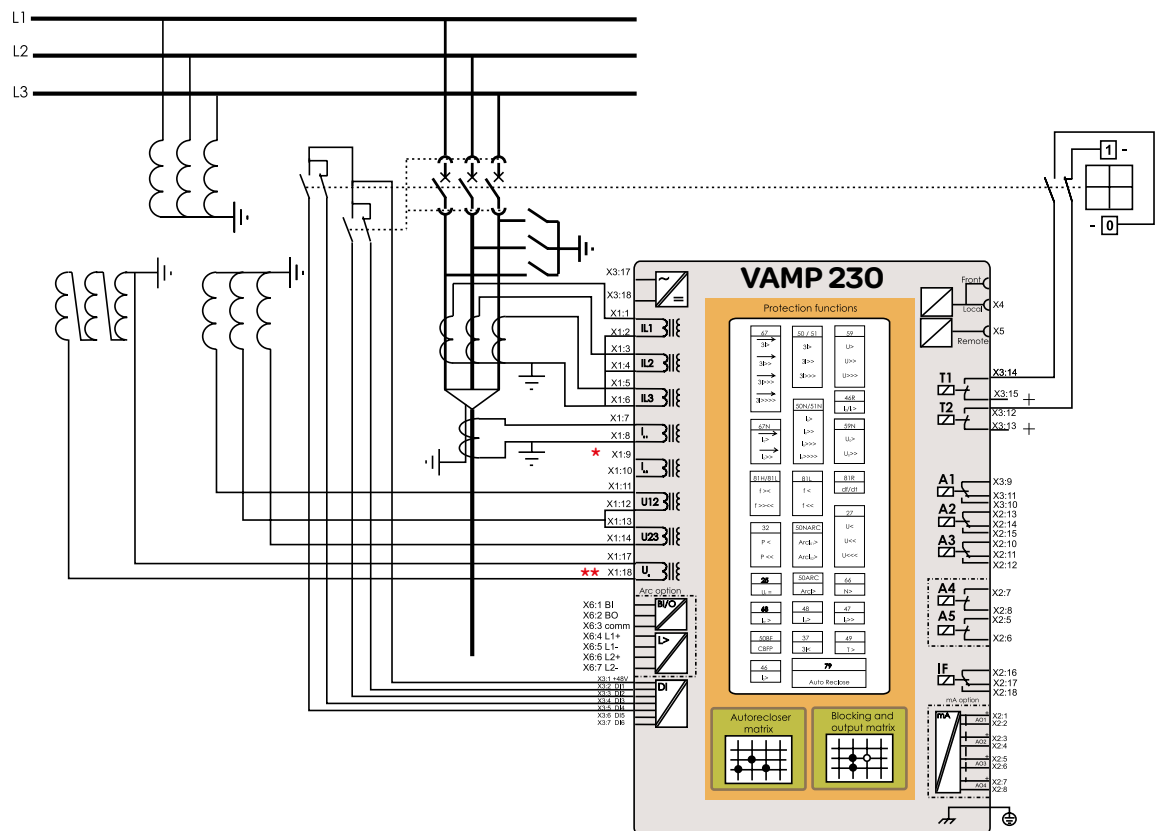 L1
L2
L3
1 -
- 0
VAMP 230
Protection functions
X3:17
X3:18
X1:1
X1:2
X1:3
X1:4
X1:5
X1:6
X1:7
X1:8
* X1:9
X1:10
X1:11
X1:12
X1:13
X1:14
X1:17
** X1:18
~
=
IL1
IL2
IL3
I..
I..
U12
U23
Arc option
X6:1 BI
X6:2 BO
X6:3 comm
X6:4 L1+
X6:5 L1-
X6:6 L2+
X6:7 L2-
BI/O
L>
X3:1 +48V
X3:2 DI1
X3:3 DI2
X3:4 DI3
X3:5 DI4
X3:6 DI5
X3:7 DI6
DI
67
3I>
3I>>
3I>>>
3I>>>>
50 / 51
3I>
3I>>
3I>>>
59
U>
U>>
U>>>
46R
50N/51N
67N
59N
81H/81L
f ><
f >><<
81L
f <
f <<
81R
df/dt
27
U<
U<<
U<<<
32
P <
P <<
50NARC
50ARC
ArcI>
66
N>
68
48
47
50BF
CBFP
37
3I<
49
T >
46
79
Auto Reclose
Autorecloser
matrix
Blocking and
output matrix
Front
X4
Local
X5
Remote
T1
X3:14
X3:15 +
T2
X3:12
X3:13 +
A1
X3:9
X3:11
X3:10
A2
X2:13
X2:14
X2:15
A3
X2:10
X2:11
X2:12
A4
X2:7
X2:8
A5
X2:5
X2:6
IF
X2:16
X2:17
X2:18
mA option
mA
AO1
X2:1
X2:2
AO2
X2:3
X2:4
AO3
X2:5
X2:6
AO4
X2:7
X2:8